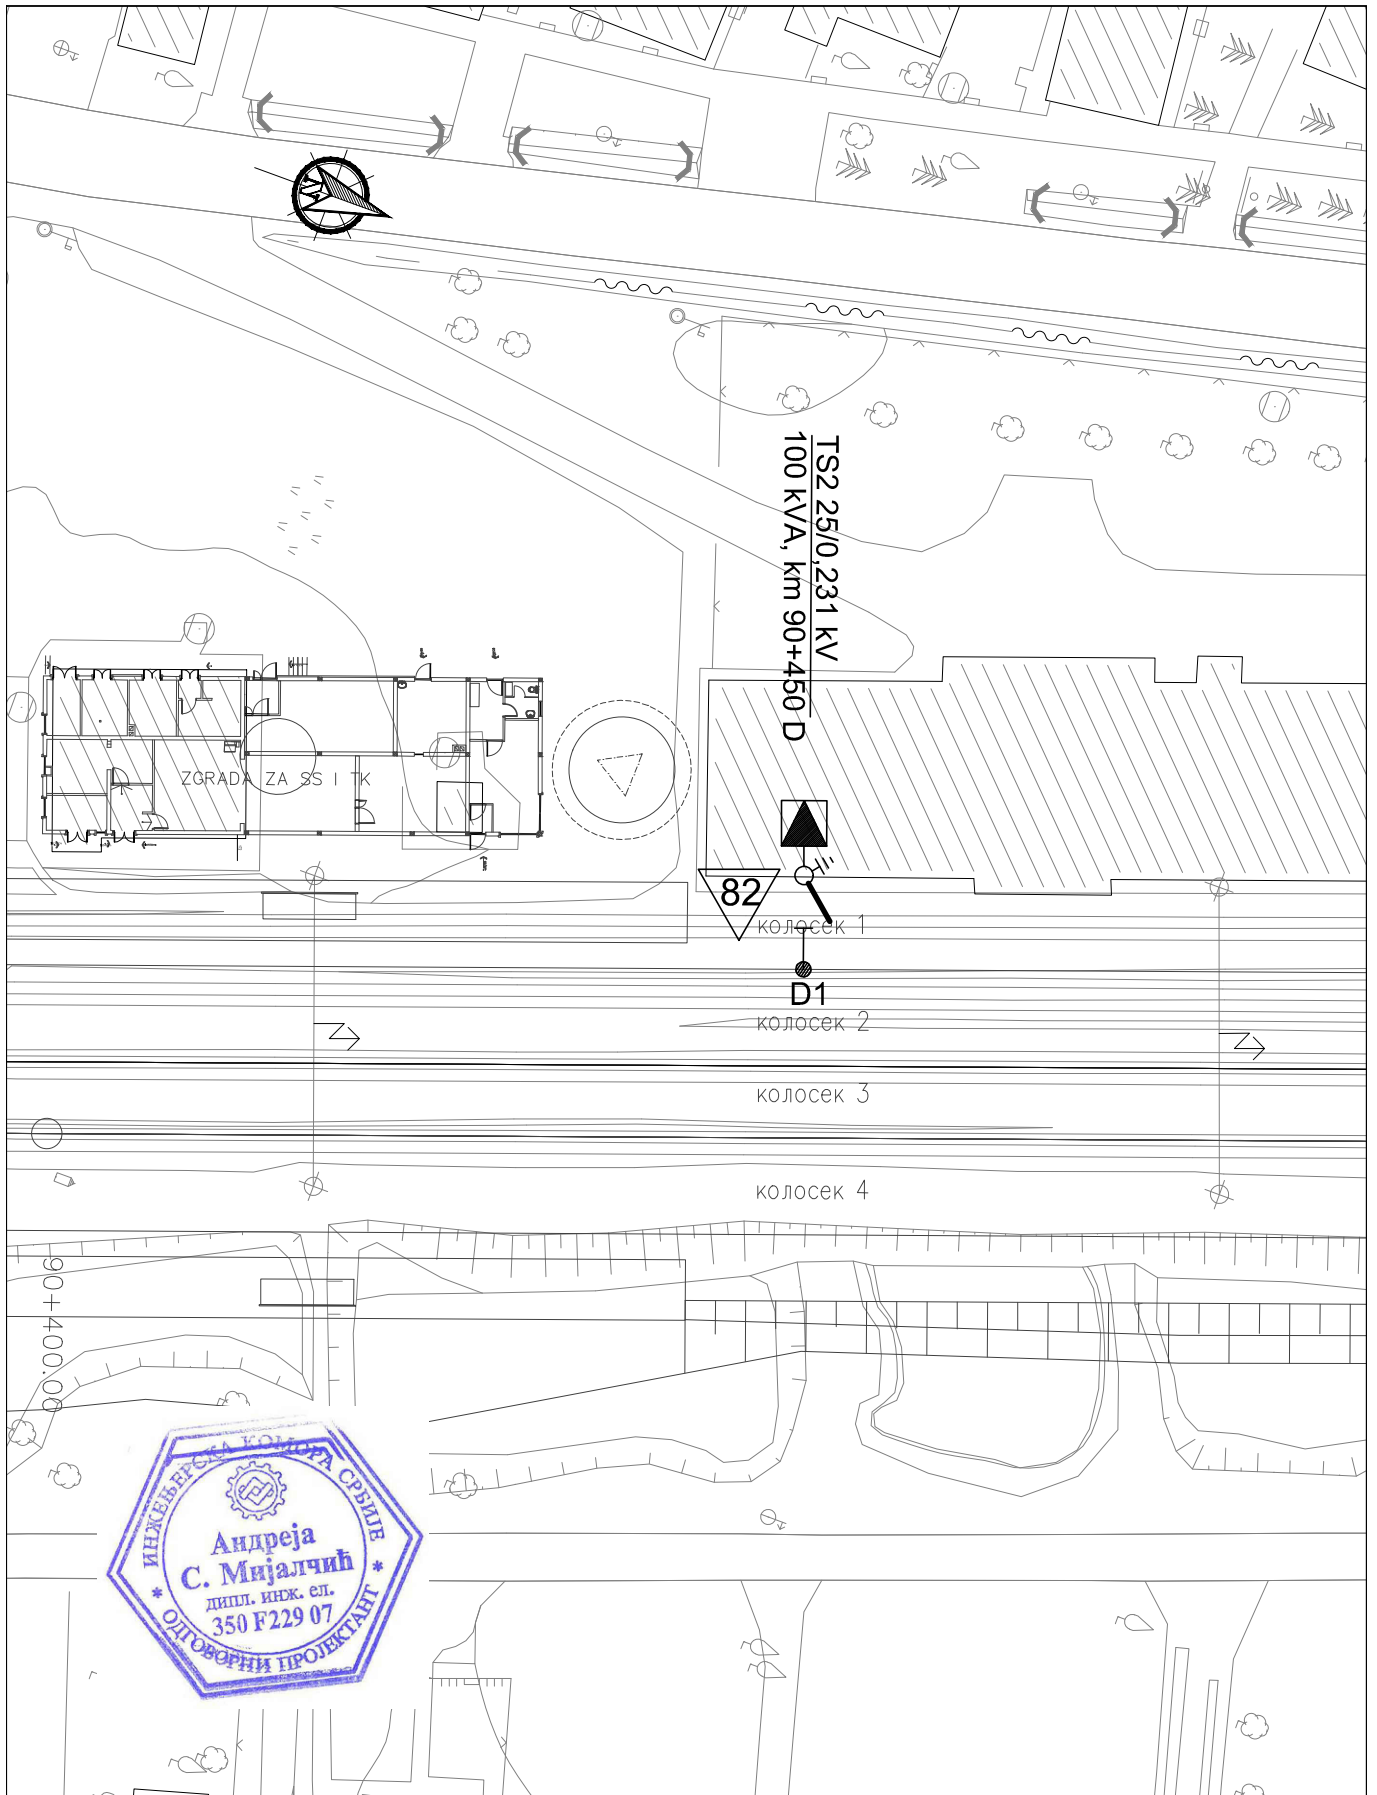 TS2 25/0,231 kV
100 kVA, km 90+450 D
ZGRADA ZA SS I TK
82
колосек 1
D1
колосек 2
колосек 3
колосек 4
90+400.00
ИНЖЕЊЕРСКА КОМОРА СРБИЈЕ
Андреја
С. Мијалчић
дипл. инж. ел.
350 F229 07
* ОДГОВОРНИ ПРОЈЕКТАНТ *